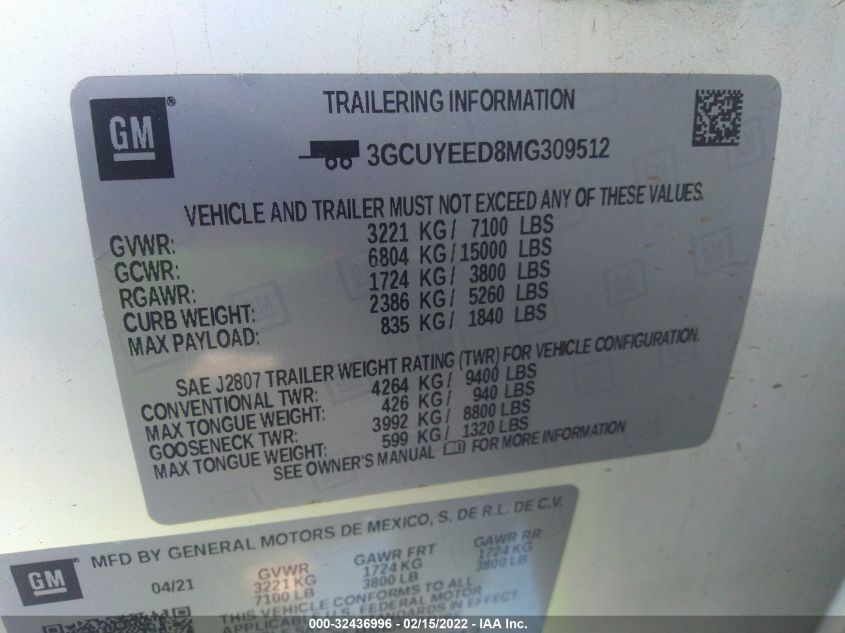 TRAILERING INFORMATION
GM®
3GCUYEED8MG309512
VEHICLE AND TRAILER MUST NOT EXCEED ANY OF THESE VALUES.
GVWR: 3221 KG/ 7100 LBS
GCWR: 6804 KG/15000 LBS
RGAWR: 1724 KG/ 3800 LBS
CURB WEIGHT: 2386 KG/ 5260 LBS
MAX PAYLOAD: 835 KG/ 1840 LBS
SAE J2807 TRAILER WEIGHT RATING (TWR) FOR VEHICLE CONFIGURATION.
CONVENTIONAL TWR: 4264 KG/ 9400 LBS
MAX TONGUE WEIGHT: 426 KG/ 940 LBS
GOOSENECK TWR: 3992 KG/ 8800 LBS
MAX TONGUE WEIGHT: 599 KG/ 1320 LBS
SEE OWNER'S MANUAL FOR MORE INFORMATION
MFD BY GENERAL MOTORS DE MEXICO, S. DE R.L. DE C.V.
GM
04/21 GVWR GAWR FRT GAWR RR
3221 KG 1724 KG 1724 KG
7100 LB 3800 LB 3800 LB
THIS VEHICLE CONFORMS TO ALL
APPLICABLE U.S. FEDERAL MOTOR
STANDARDS IN EFFECT
000-32436996 - 02/15/2022 - IAA Inc.